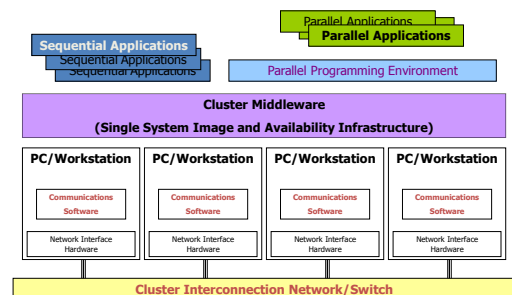 Parallel Applications
Parallel Applications
Sequential Applications
Sequential Applications
Sequential Applications
Parallel Programming Environment
Cluster Middleware
(Single System Image and Availability Infrastructure)
PC/Workstation
PC/Workstation
PC/Workstation
PC/Workstation
Communications
Software
Communications
Software
Communications
Software
Communications
Software
Network Interface
Hardware
Network Interface
Hardware
Network Interface
Hardware
Network Interface
Hardware
Cluster Interconnection Network/Switch